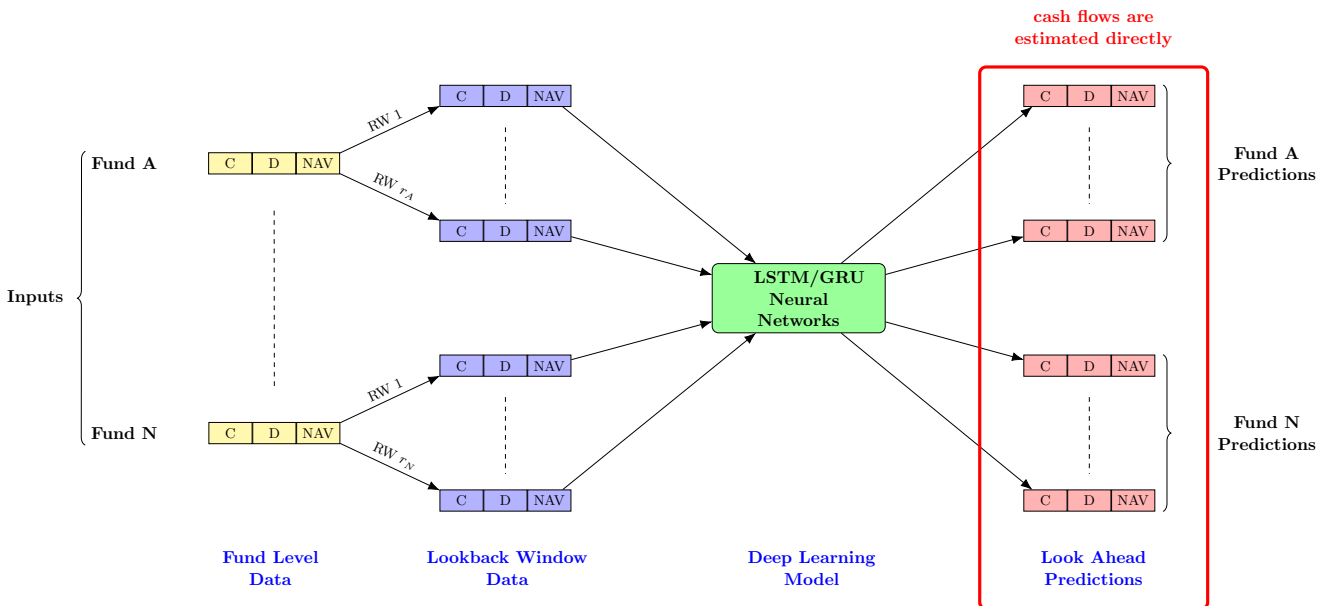 cash flows are
estimated directly
C D NAV
C D NAV
RW 1
Fund A
C D NAV
Fund A
Predictions
RW r_A
C D NAV
C D NAV
Inputs
LSTM/GRU
Neural
Networks
C D NAV
C D NAV
RW 1
Fund N
C D NAV
Fund N
Predictions
RW r_N
C D NAV
C D NAV
Fund Level
Data
Lookback Window
Data
Deep Learning
Model
Look Ahead
Predictions